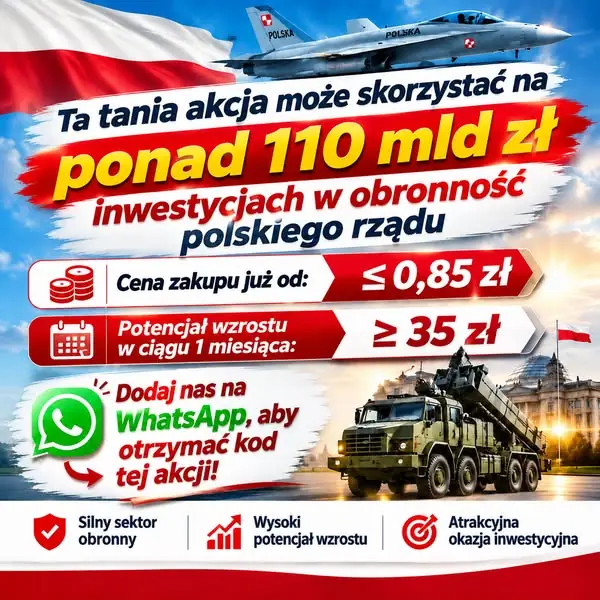 POLSKA
POLSKA
Ta tania akcja może skorzystać na
ponad 110 mld zł
inwestycjach w obronność
polskiego rządu
Cena zakupu już od:
≤ 0,85 zł
Potencjał wzrostu
w ciągu 1 miesiąca:
≥ 35 zł
Dodaj nas na
WhatsApp, aby
otrzymać kod
tej akcji!
Silny sektor
obronny
Wysoki
potencjał wzrostu
Atrakcyjna
okazja inwestycyjna